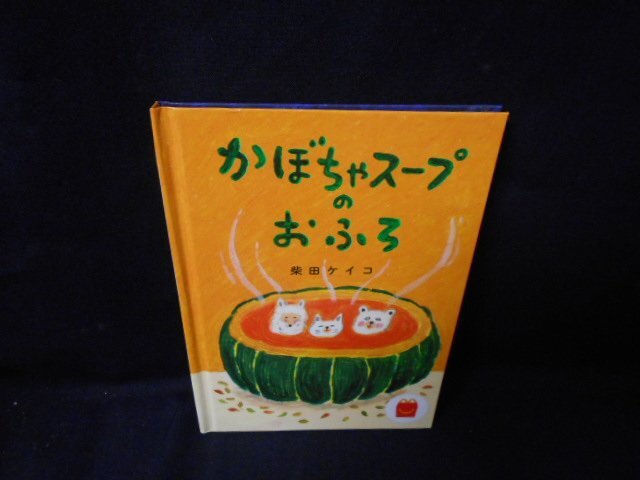 かぼちゃスープ
の
おふろ
柴田ケイコ